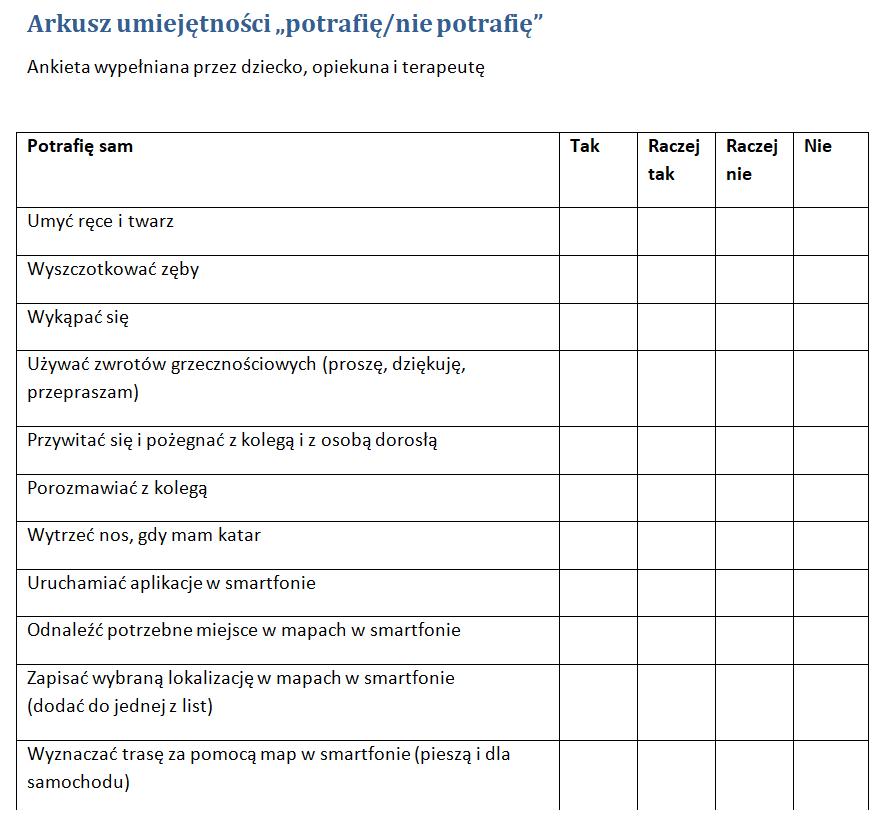 Arkusz umiejętności „potrafię/nie potrafię”
Ankieta wypełniana przez dziecko, opiekuna i terapeutę
Potrafię sam Tak Raczej Raczej Nie
tak nie
Umyć ręce i twarz
Wyszczotkować zęby
Wykąpać się
Używać zwrotów grzecznościowych (proszę, dziękuję,
przepraszam)
Przywitać się i pożegnać z kolegą i z osobą dorosłą
Porozmawiać z kolegą
Wytrzeć nos, gdy mam katar
Uruchamiać aplikacje w smartfonie
Odnaleźć potrzebne miejsce w mapach w smartfonie
Zapisać wybraną lokalizację w mapach w smartfonie
(dodać do jednej z list)
Wyznaczać trasę za pomocą map w smartfonie (pieszą i dla
samochodu)